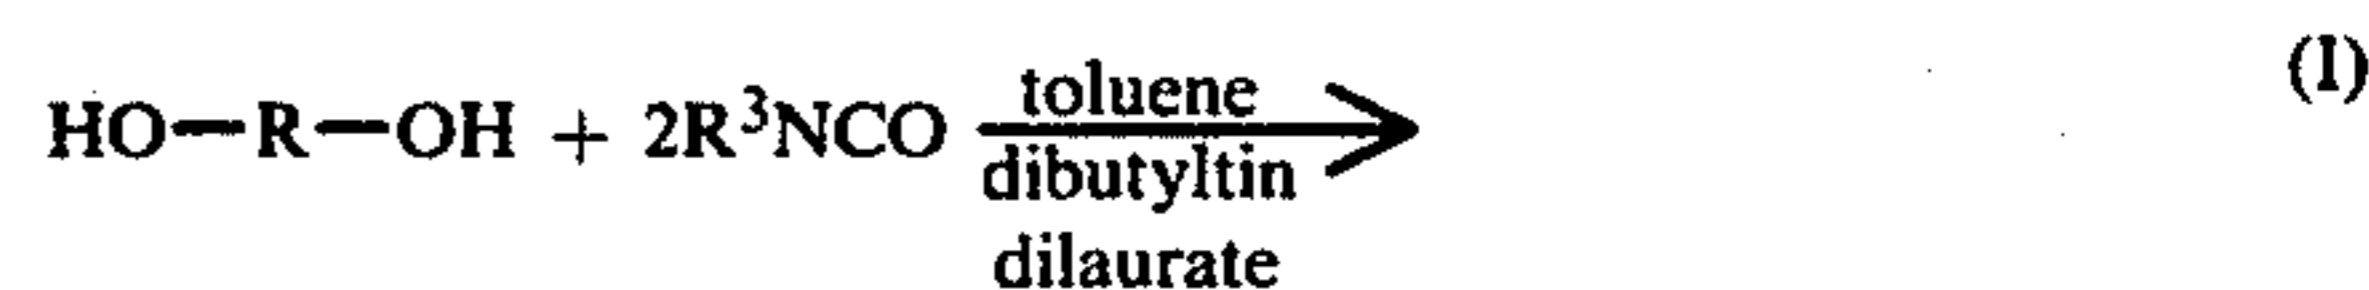 toluene (I)
HO—R—OH + 2R³NCO
dibutyltin
dilaurate